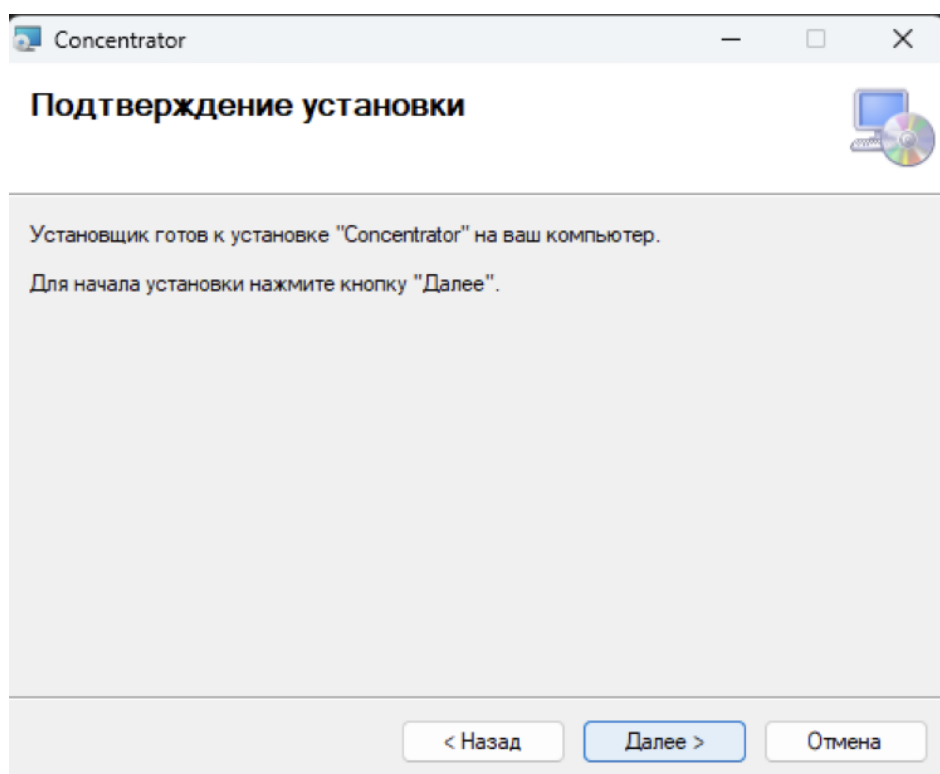 Concentrator
Подтверждение установки
Установщик готов к установке "Concentrator" на ваш компьютер.
Для начала установки нажмите кнопку "Далее".
< Назад
Далее >
Отмена